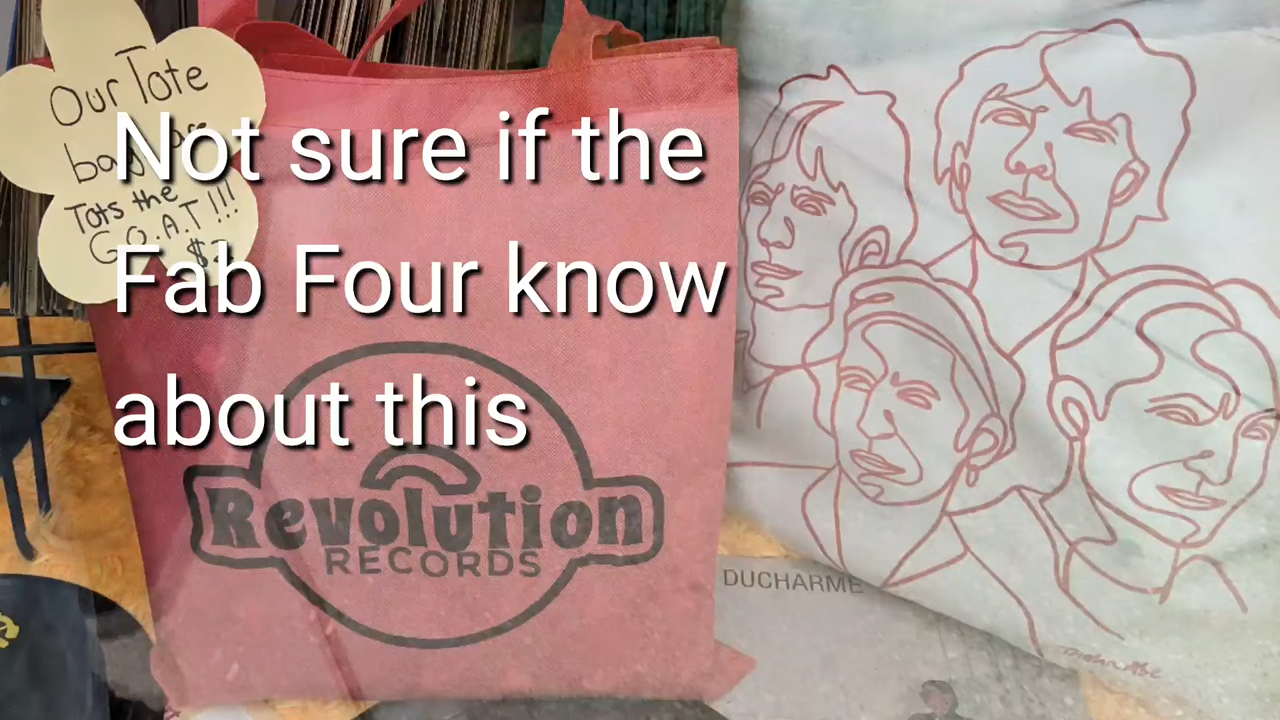 Our Tote
Tots the
G.O.A.T!!!
Not sure if the
Fab Four know
about this
Revolution
RECORDS
DUCHARME